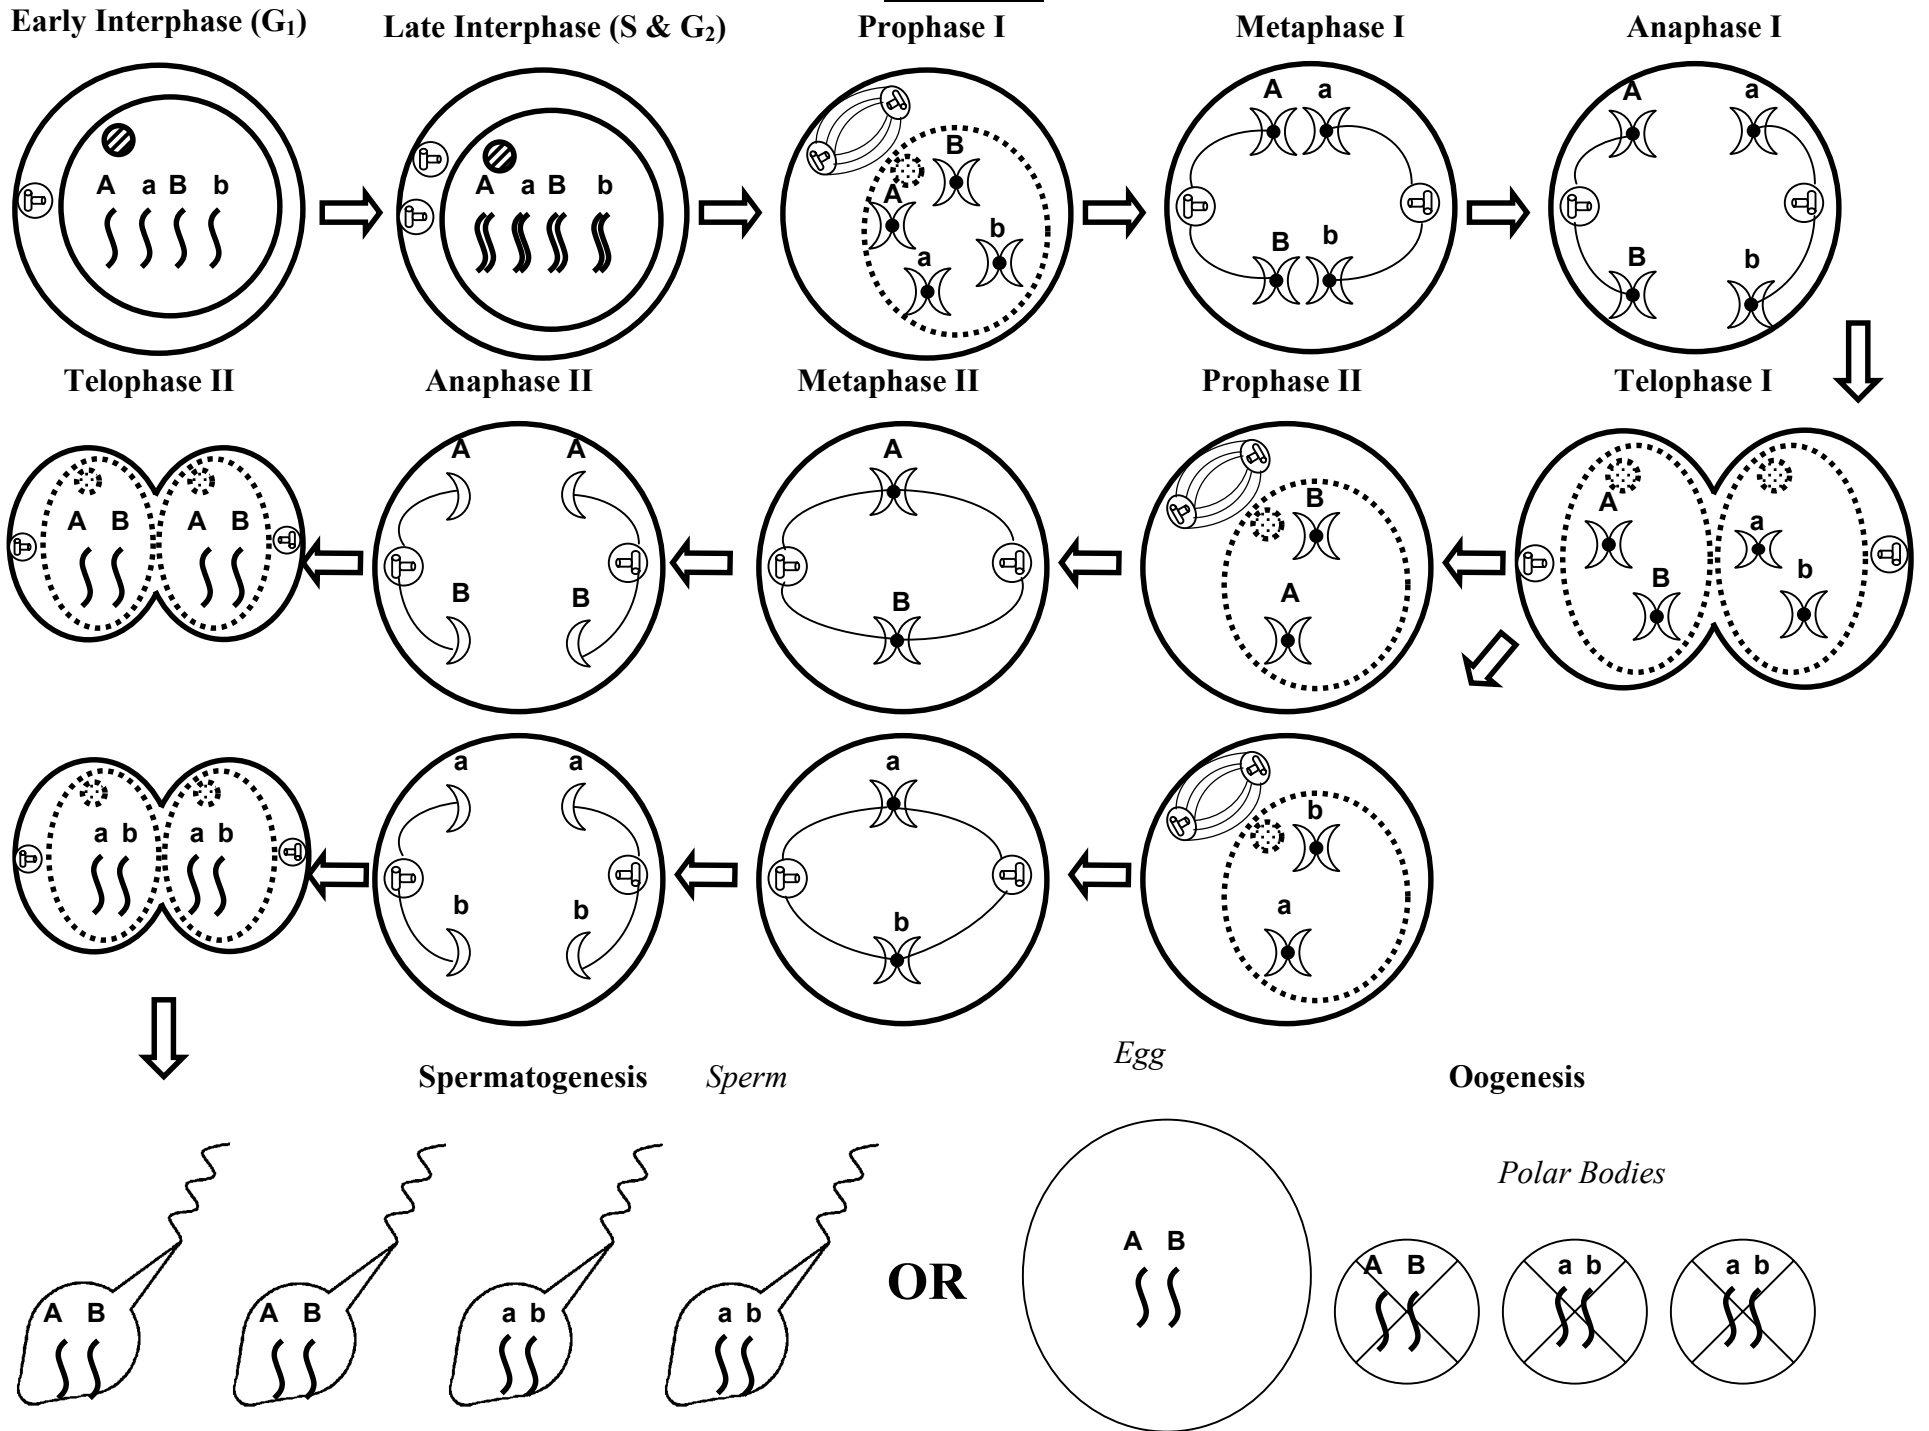 Early Interphase (G₁)
Late Interphase (S & G₂)
Prophase I
Metaphase I
Anaphase I
A a B b
A a B b
B
A
b
a
A a
B b
A a
B b
Telophase II
Anaphase II
Metaphase II
Prophase II
Telophase I
A B A B
A A
B B
A
B
B
A
A
B
a
b
a b a b
a a
b b
a
b
b
a
Spermatogenesis
Sperm
Egg
Oogenesis
Polar Bodies
A B
A B
a b
a b
OR
A B
A B
a b
a b